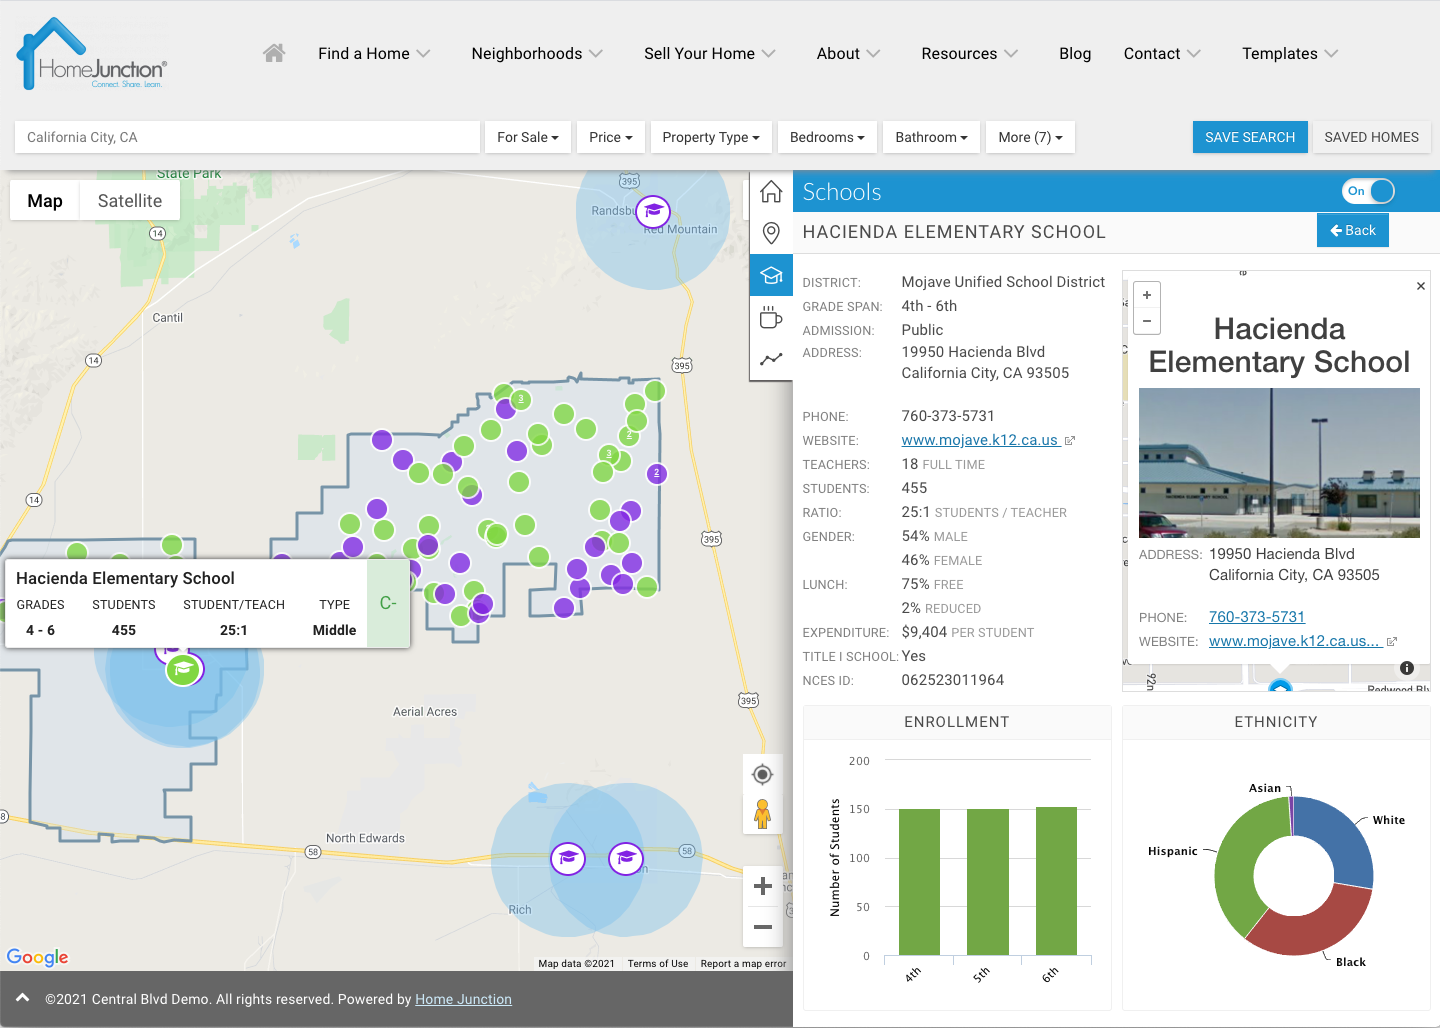 HomeJunction®
Connect. Share. Learn.
Find a Home
Neighborhoods
Sell Your Home
About
Resources
Blog
Contact
Templates
California City, CA
For Sale
Price
Property Type
Bedrooms
Bathroom
More (7)
SAVE SEARCH
SAVED HOMES
State Park
Map
Satellite
395
Red Mountain
14
Cantil
14
395
14
395
3
2
3
2
Hacienda Elementary School
GRADES STUDENTS STUDENT/TEACH TYPE
4 - 6 455 25:1 Middle
C-
395
Aerial Acres
North Edwards
58
58
Rich
Google
Map data ©2021
Terms of Use
Report a map error
©2021 Central Blvd Demo. All rights reserved. Powered by Home Junction
Schools
On
HACIENDA ELEMENTARY SCHOOL
Back
DISTRICT: Mojave Unified School District
GRADE SPAN: 4th - 6th
ADMISSION: Public
ADDRESS: 19950 Hacienda Blvd
California City, CA 93505
PHONE: 760-373-5731
WEBSITE: www.mojave.k12.ca.us
TEACHERS: 18 FULL TIME
STUDENTS: 455
RATIO: 25:1 STUDENTS / TEACHER
GENDER: 54% MALE
46% FEMALE
LUNCH: 75% FREE
2% REDUCED
EXPENDITURE: $9,404 PER STUDENT
TITLE I SCHOOL: Yes
NCES ID: 062523011964
+
−
×
Hacienda
Elementary School
HACIENDA ELEMENTARY SCHOOL
ADDRESS: 19950 Hacienda Blvd
California City, CA 93505
PHONE: 760-373-5731
WEBSITE: www.mojave.k12.ca.us...
92n
Redwood Blv
ENROLLMENT
200
150
100
50
0
Number of Students
4th
5th
6th
ETHNICITY
Asian
White
Hispanic
Black